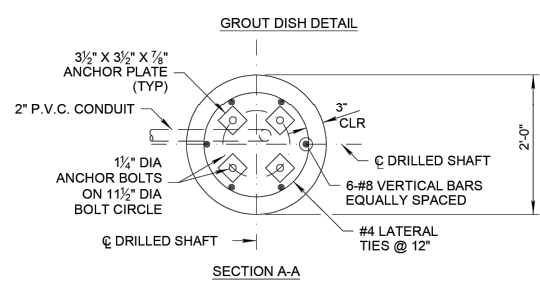 GROUT DISH DETAIL
3½" X 3½" X ⅞"
ANCHOR PLATE
(TYP)
2" P.V.C. CONDUIT
3"
CLR
2'-0"
1¼" DIA
ANCHOR BOLTS
ON 11½" DIA
BOLT CIRCLE
℄ DRILLED SHAFT
6-#8 VERTICAL BARS
EQUALLY SPACED
#4 LATERAL
TIES @ 12"
℄ DRILLED SHAFT
SECTION A-A